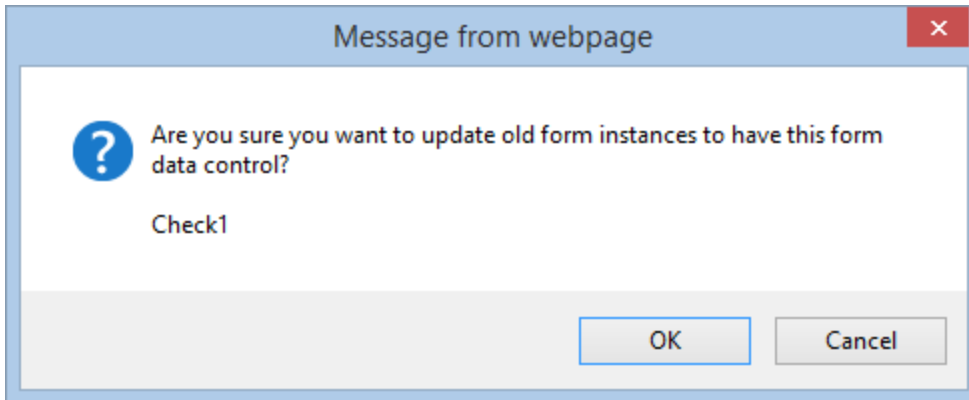 Message from webpage
Are you sure you want to update old form instances to have this form
data control?
Check1
OK
Cancel